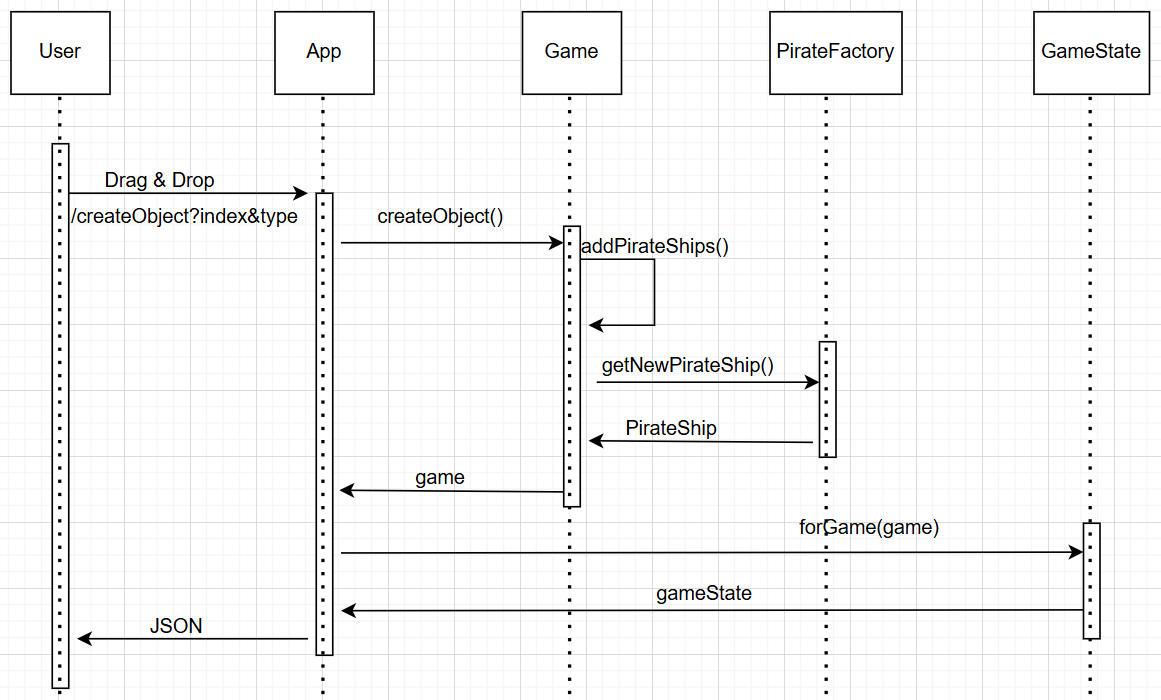 User
App
Game
PirateFactory
GameState
Drag & Drop
/createObject?index&type
createObject()
addPirateShips()
getNewPirateShip()
PirateShip
game
forGame(game)
gameState
JSON